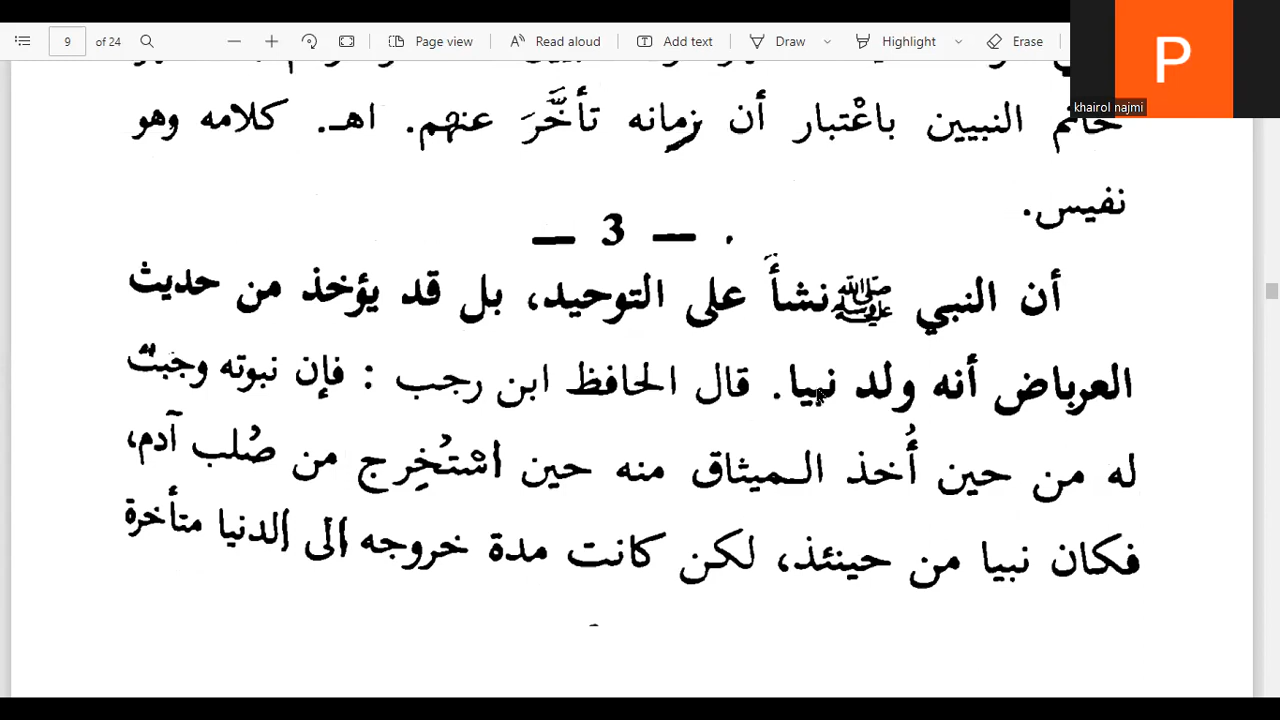 9 of 24 Page view Read aloud Add text Draw Highlight Erase
P
khairol najmi
خاتم النبيين باعْتبار أن زمانه تأخَّرَ عنهم. اهـ. كلامه وهو
نفيس.
— 3 —
أن النبي ﷺ نشأَ على التوحيد، بل قد يؤخذ من حديث
العرباض أنه ولد نبيا. قال الحافظ ابن رجب : فإن نبوته وجبتْ
له من حين أُخذ الـميثاق منه حين اسْتُخرِج من صُلب آدم،
فكان نبيا من حينئذ، لكن كانت مدة خروجه إلى الدنيا متأخرة